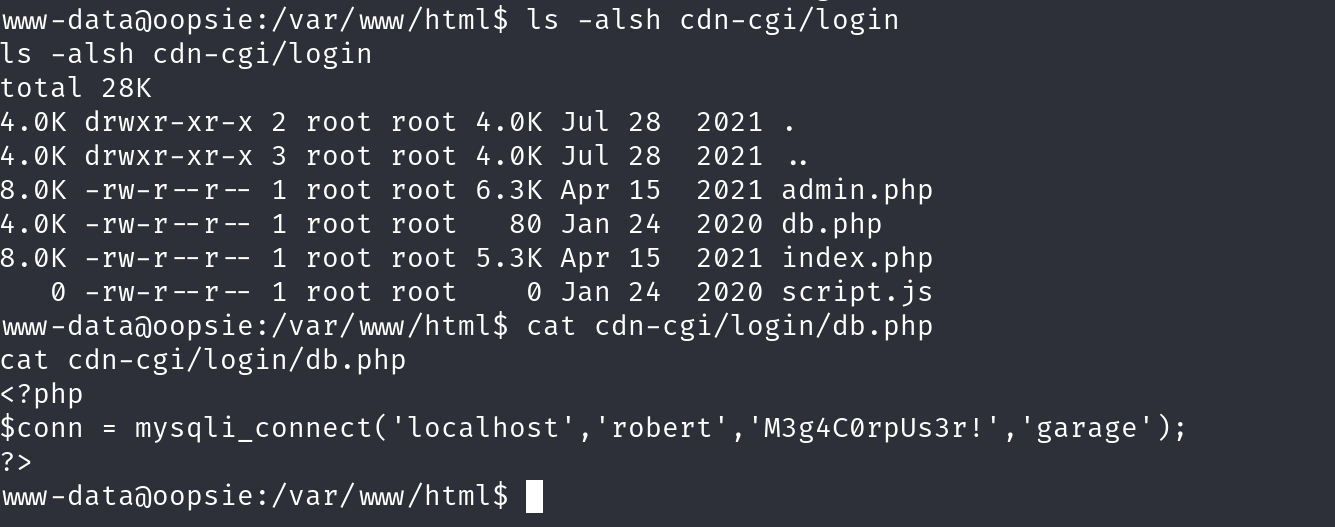 www-data@oopsie:/var/www/html$ ls -alsh cdn-cgi/login
ls -alsh cdn-cgi/login
total 28K
4.0K drwxr-xr-x 2 root root 4.0K Jul 28  2021 .
4.0K drwxr-xr-x 3 root root 4.0K Jul 28  2021 ..
8.0K -rw-r--r-- 1 root root 6.3K Apr 15  2021 admin.php
4.0K -rw-r--r-- 1 root root   80 Jan 24  2020 db.php
8.0K -rw-r--r-- 1 root root 5.3K Apr 15  2021 index.php
   0 -rw-r--r-- 1 root root    0 Jan 24  2020 script.js
www-data@oopsie:/var/www/html$ cat cdn-cgi/login/db.php
cat cdn-cgi/login/db.php
<?php
$conn = mysqli_connect('localhost','robert','M3g4C0rpUs3r!','garage');
?>
www-data@oopsie:/var/www/html$